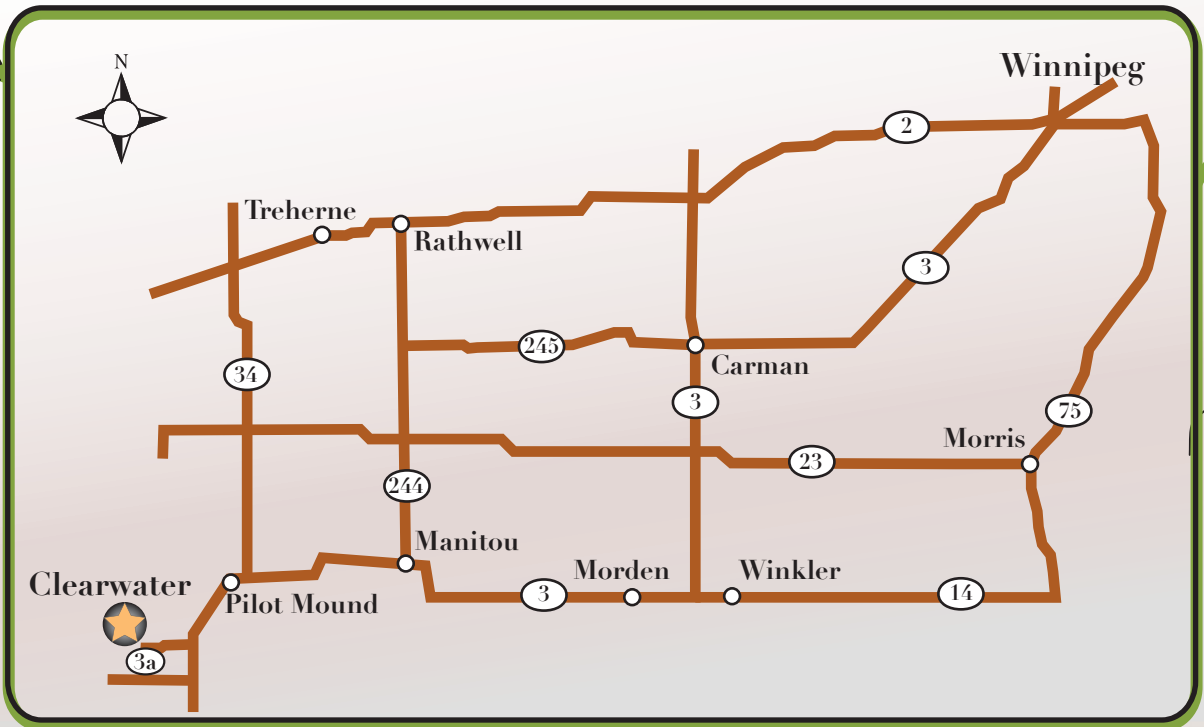 N
Winnipeg
2
Treherne
Rathwell
3
245
Carman
34
3
75
Morris
23
244
Manitou
Morden
Winkler
Clearwater
Pilot Mound
3
14
3a